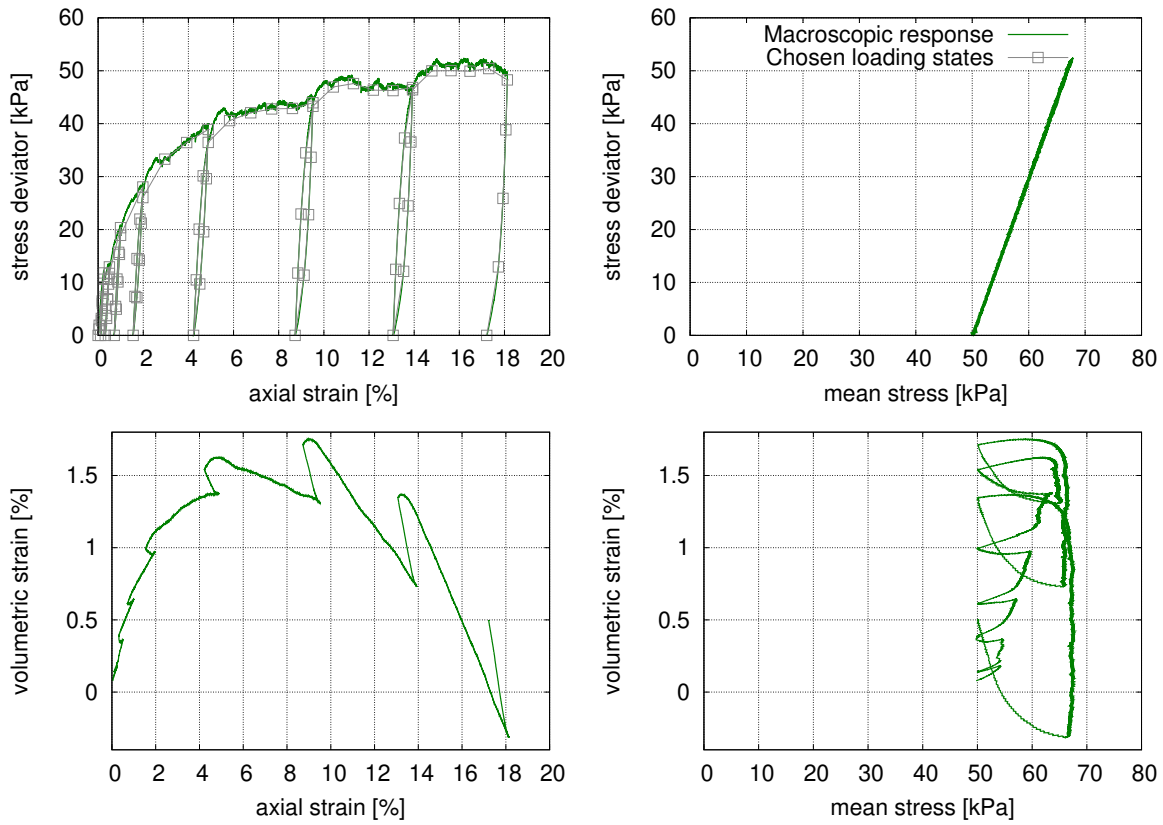 60
50
40
30
20
10
0
stress deviator [kPa]
0 2 4 6 8 10 12 14 16 18 20
axial strain [%]
Macroscopic response
Chosen loading states
60
50
40
30
20
10
0
stress deviator [kPa]
0 10 20 30 40 50 60 70 80
mean stress [kPa]
1.5
1
0.5
0
volumetric strain [%]
0 2 4 6 8 10 12 14 16 18 20
axial strain [%]
1.5
1
0.5
0
volumetric strain [%]
0 10 20 30 40 50 60 70 80
mean stress [kPa]